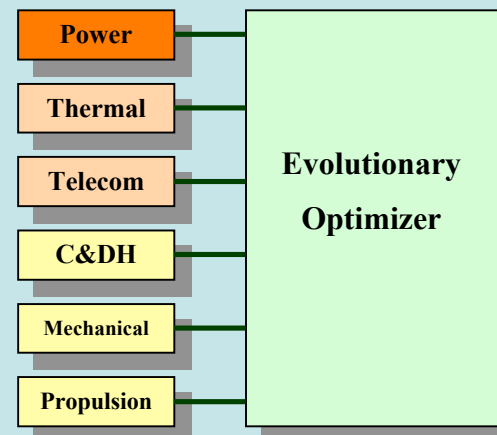 Power
Thermal
Telecom
C&DH
Mechanical
Propulsion
Evolutionary
Optimizer